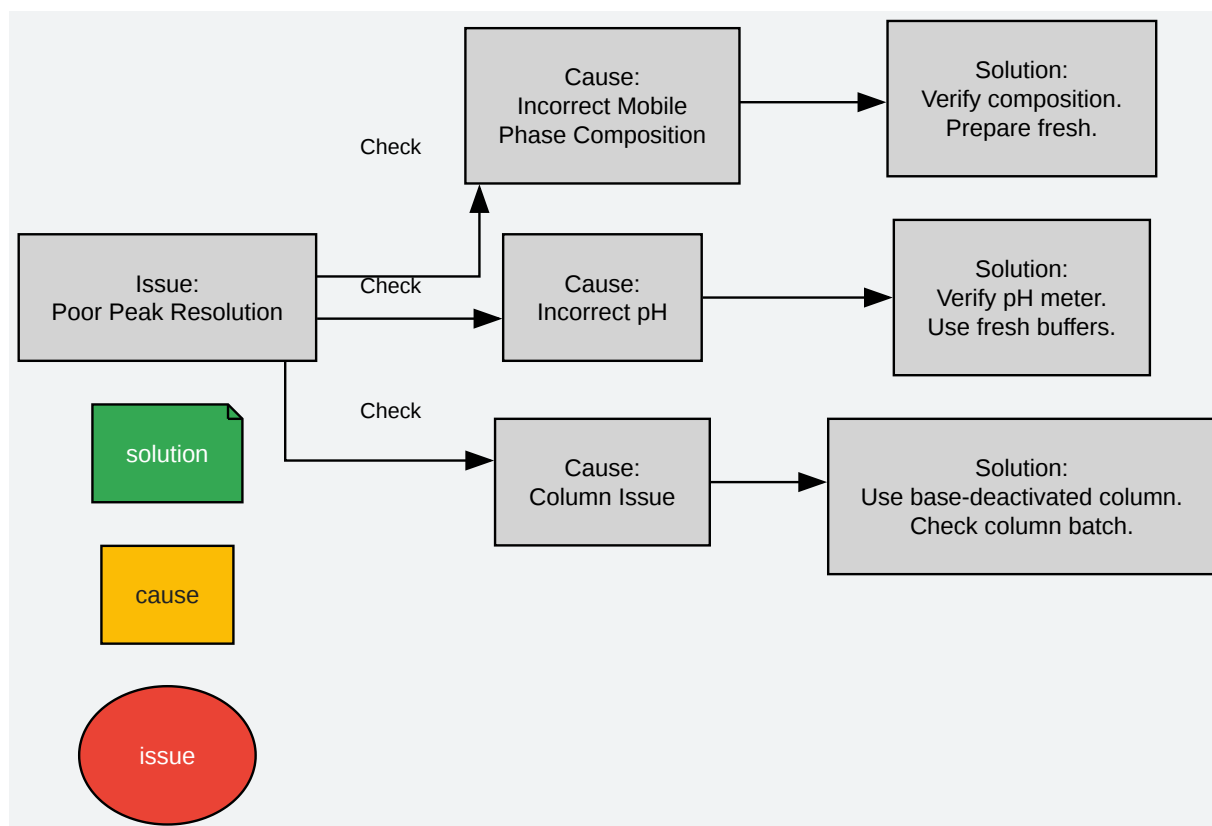 Cause:
Incorrect Mobile
Phase Composition
Solution:
Verify composition.
Prepare fresh.
Check
Issue:
Poor Peak Resolution
Check
Cause:
Incorrect pH
Solution:
Verify pH meter.
Use fresh buffers.
Check
Cause:
Column Issue
Solution:
Use base-deactivated column.
Check column batch.
solution
cause
issue